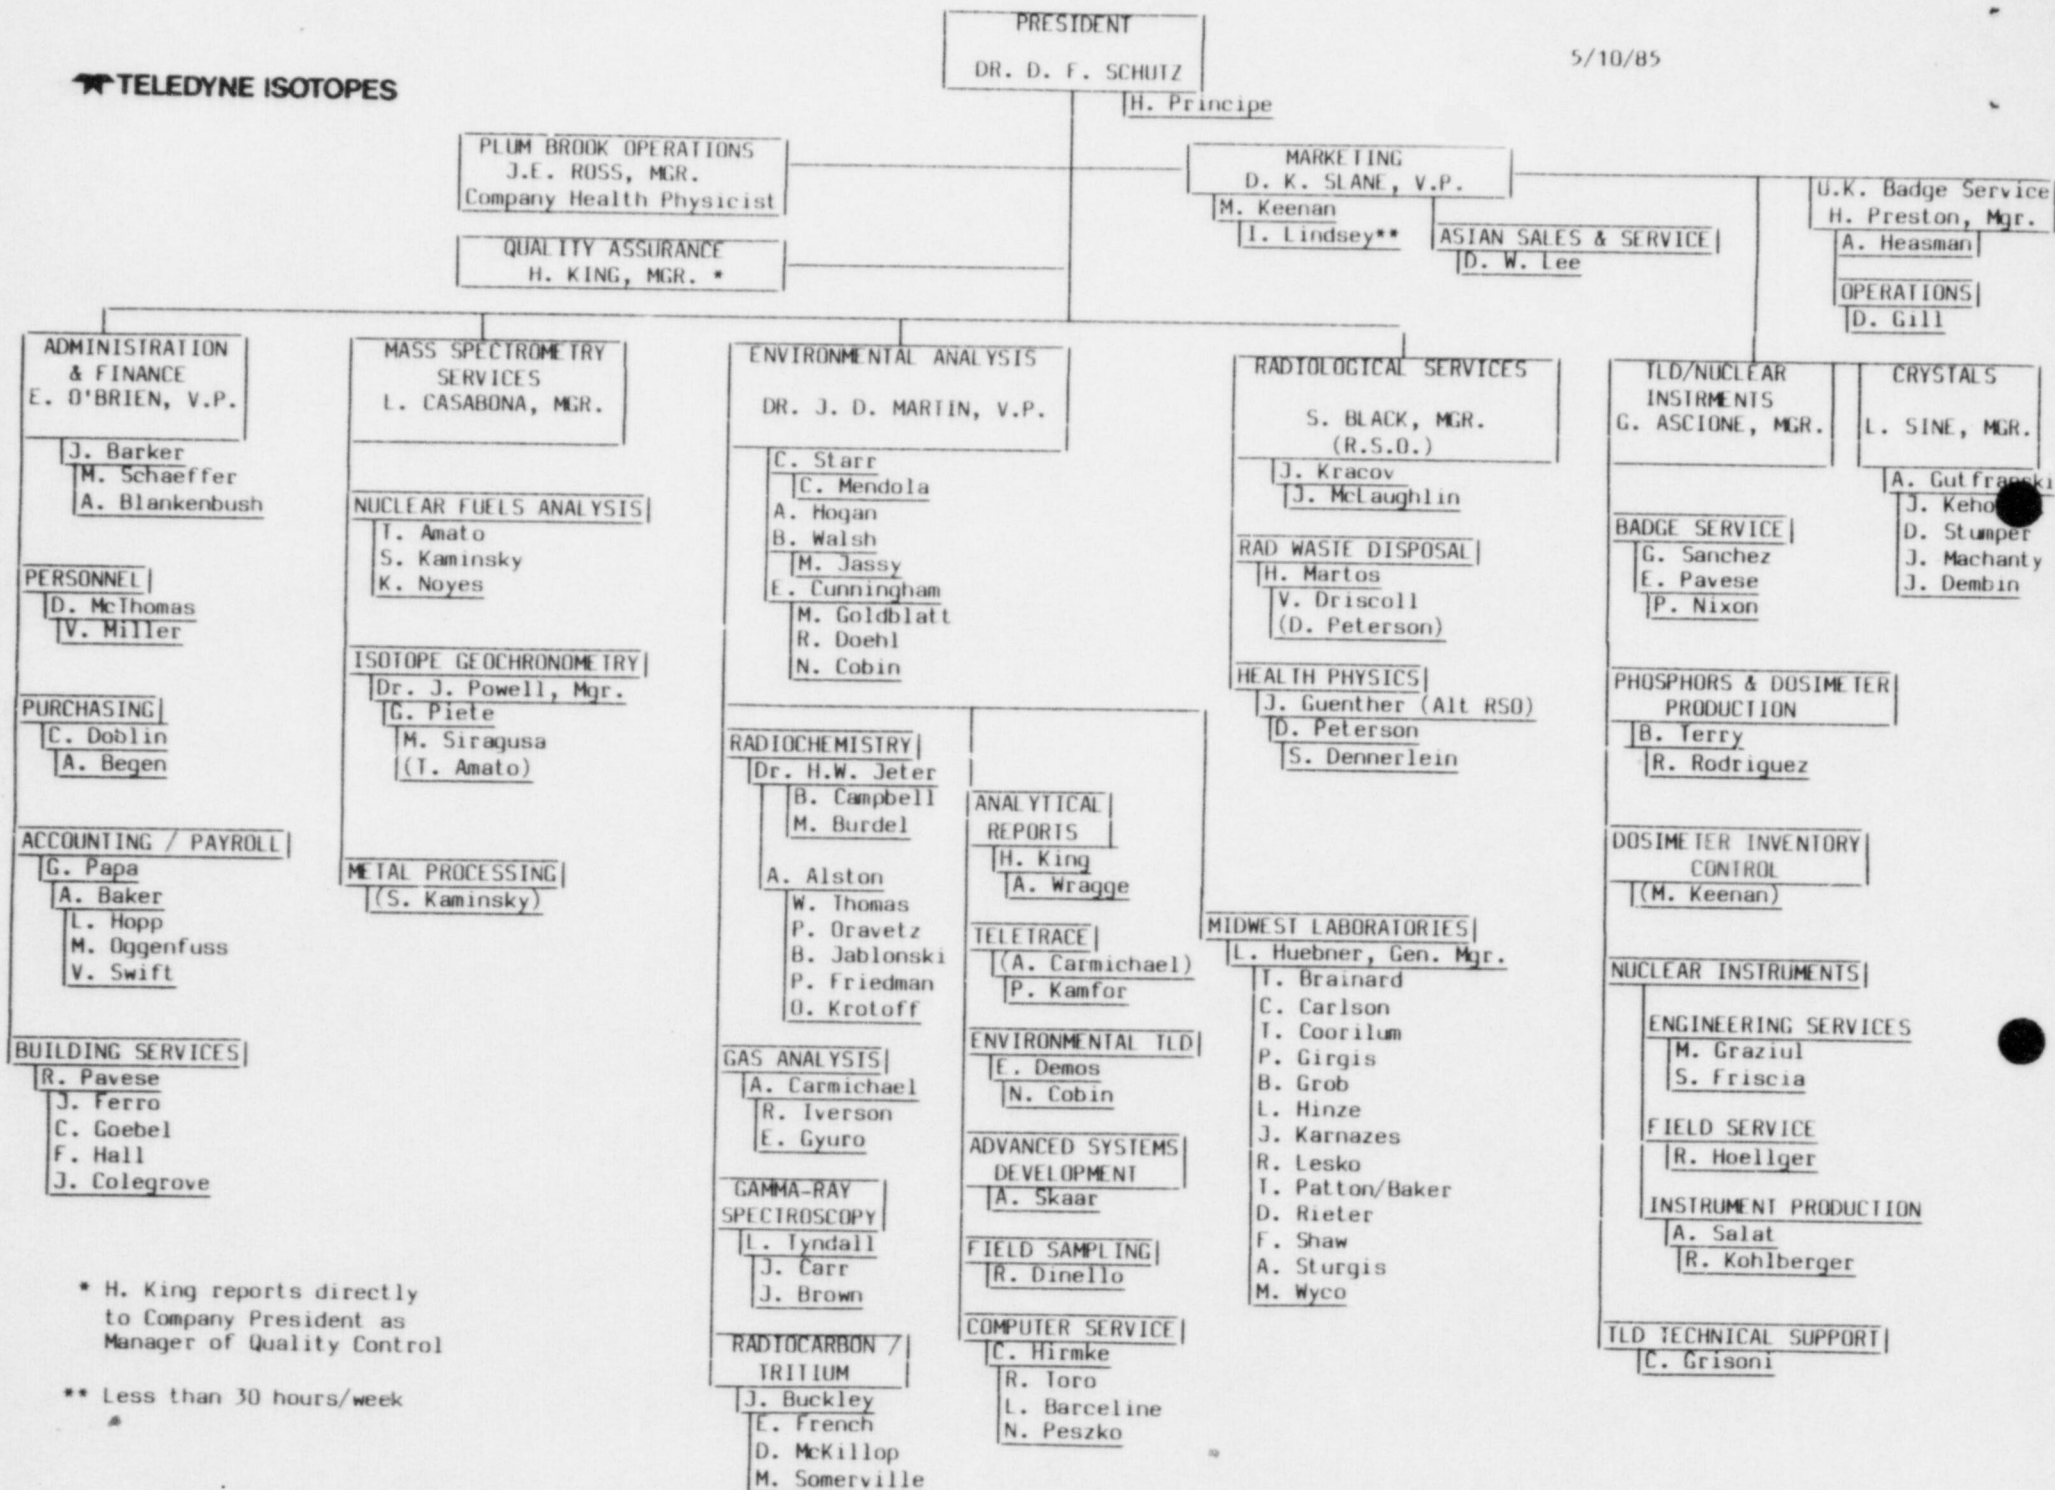 PRESIDENT
DR. D. F. SCHUTZ
H. Principe
5/10/85
TELEDYNE ISOTOPES
PLUM BROOK OPERATIONS
J.E. ROSS, MGR.
Company Health Physicist
QUALITY ASSURANCE
H. KING, MGR. *
MARKETING
D. K. SLANE, V.P.
M. Keenan
I. Lindsey**
ASIAN SALES & SERVICE
D. W. Lee
U.K. Badge Service
H. Preston, Mgr.
A. Heasman
OPERATIONS
D. Gill
ADMINISTRATION
& FINANCE
E. O'BRIEN, V.P.
J. Barker
M. Schaeffer
A. Blankenbush
PERSONNEL
D. McThomas
V. Miller
PURCHASING
C. Doblin
A. Begen
ACCOUNTING / PAYROLL
G. Papa
A. Baker
L. Hopp
M. Oggenfuss
V. Swift
BUILDING SERVICES
R. Pavese
J. Ferro
C. Goebel
F. Hall
J. Colegrove
* H. King reports directly
to Company President as
Manager of Quality Control
** Less than 30 hours/week
MASS SPECTROMETRY
SERVICES
L. CASABONA, MGR.
NUCLEAR FUELS ANALYSIS
T. Amato
S. Kaminsky
K. Noyes
ISOTOPE GEOCHRONOMETRY
Dr. J. Powell, Mgr.
G. Piete
M. Siragusa
(T. Amato)
METAL PROCESSING
(S. Kaminsky)
ENVIRONMENTAL ANALYSIS
DR. J. D. MARTIN, V.P.
C. Starr
C. Mendola
A. Hogan
B. Walsh
M. Jassy
E. Cunningham
M. Goldblatt
R. Doehl
N. Cobin
RADIOCHEMISTRY
Dr. H.W. Jeter
B. Campbell
M. Burdel
A. Alston
W. Thomas
P. Oravetz
B. Jablonski
P. Friedman
O. Krotoff
GAS ANALYSIS
A. Carmichael
R. Iverson
E. Gyuro
GAMMA-RAY
SPECTROSCOPY
L. Tyndall
J. Carr
J. Brown
RADIOCARBON /
TRITIUM
J. Buckley
E. French
D. McKillop
M. Somerville
ANALYTICAL
REPORTS
H. King
A. Wragge
TELETRACE
(A. Carmichael)
P. Kamfor
ENVIRONMENTAL TLD
E. Demos
N. Cobin
ADVANCED SYSTEMS
DEVELOPMENT
A. Skaar
FIELD SAMPLING
R. Dinello
COMPUTER SERVICE
C. Hirmke
R. Toro
L. Barceline
N. Peszko
MIDWEST LABORATORIES
L. Huebner, Gen. Mgr.
T. Brainard
C. Carlson
T. Coorilum
P. Girgis
B. Grob
L. Hinze
J. Karnazes
R. Lesko
T. Patton/Baker
D. Rieter
F. Shaw
A. Sturgis
M. Wyco
RADIOLOGICAL SERVICES
S. BLACK, MGR.
(R.S.O.)
J. Kracov
J. McLaughlin
RAD WASTE DISPOSAL
H. Martos
V. Driscoll
(D. Peterson)
HEALTH PHYSICS
J. Guenther (Alt RSO)
D. Peterson
S. Dennerlein
TLD/NUCLEAR
INSTRMENTS
G. ASCIONE, MGR.
BADGE SERVICE
G. Sanchez
E. Pavese
P. Nixon
PHOSPHORS & DOSIMETER
PRODUCTION
B. Terry
R. Rodriguez
DOSIMETER INVENTORY
CONTROL
(M. Keenan)
NUCLEAR INSTRUMENTS
ENGINEERING SERVICES
M. Graziul
S. Friscia
FIELD SERVICE
R. Hoellger
INSTRUMENT PRODUCTION
A. Salat
R. Kohlberger
TLD TECHNICAL SUPPORT
C. Grisoni
CRYSTALS
L. SINE, MGR.
A. Gutfranski
J.
D. Stumper
J. Machanty
J. Dembin